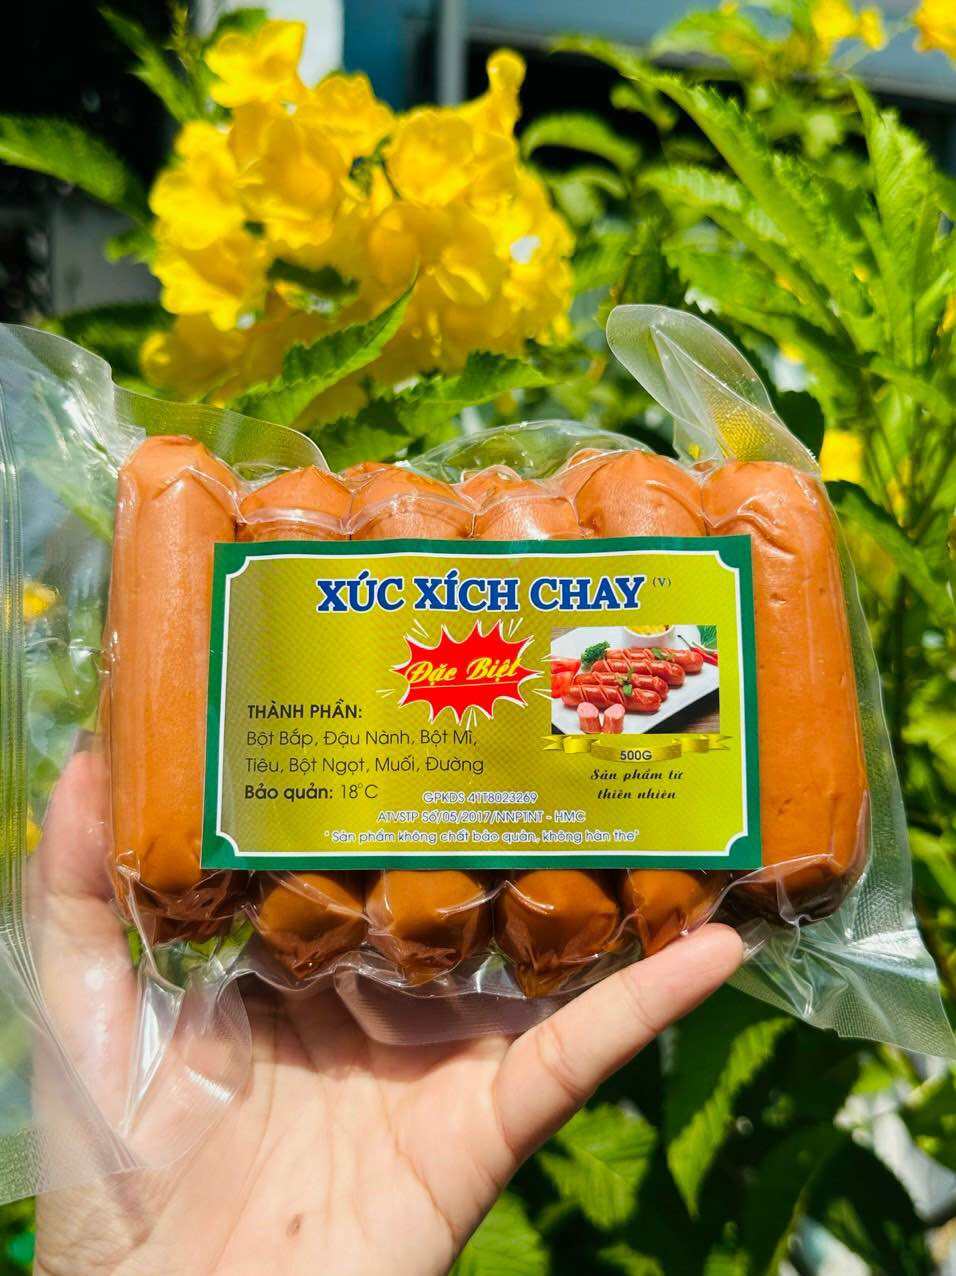 XÚC XÍCH CHAY (V)
Đặc Biệt
THÀNH PHẦN:
Bột Bắp, Đậu Nành, Bột Mì,
Tiêu, Bột Ngọt, Muối, Đường
Bảo quản: 18°C
500G
Sản phẩm từ
thiên nhiên
GPKDS 41T8023269
ATVSTP Số/05/2017/NNPTNT - HMC
" Sản phẩm không chất bảo quản, không hàn the"